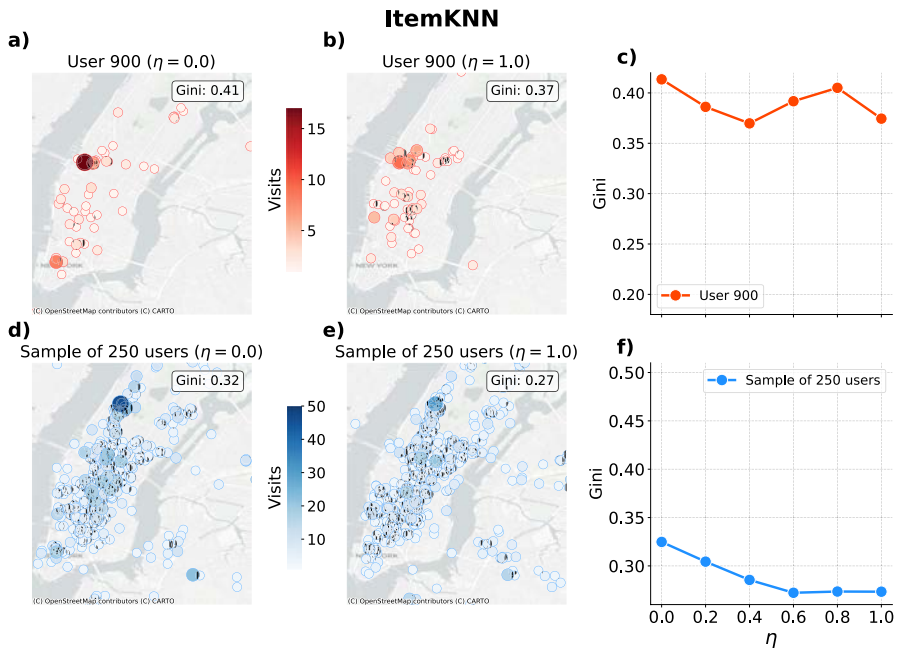 ItemKNN
a)
User 900 (η = 0.0)
Gini: 0.41
NEW YORK
(C) OpenStreetMap contributors (C) CARTO
15
10
5
Visits
b)
User 900 (η = 1.0)
Gini: 0.37
NEW YORK
(C) OpenStreetMap contributors (C) CARTO
c)
0.40
0.35
0.30
0.25
0.20
Gini
User 900
d)
Sample of 250 users (η = 0.0)
Gini: 0.32
(C) OpenStreetMap contributors (C) CARTO
50
40
30
20
10
Visits
e)
Sample of 250 users (η = 1.0)
Gini: 0.27
(C) OpenStreetMap contributors (C) CARTO
f)
0.50
0.45
0.40
0.35
0.30
Gini
Sample of 250 users
0.0 0.2 0.4 0.6 0.8 1.0
η